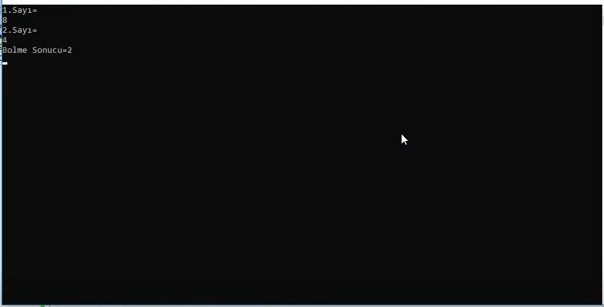 1.Sayı=
8
2.Sayı=
4
Bolme Sonucu=2